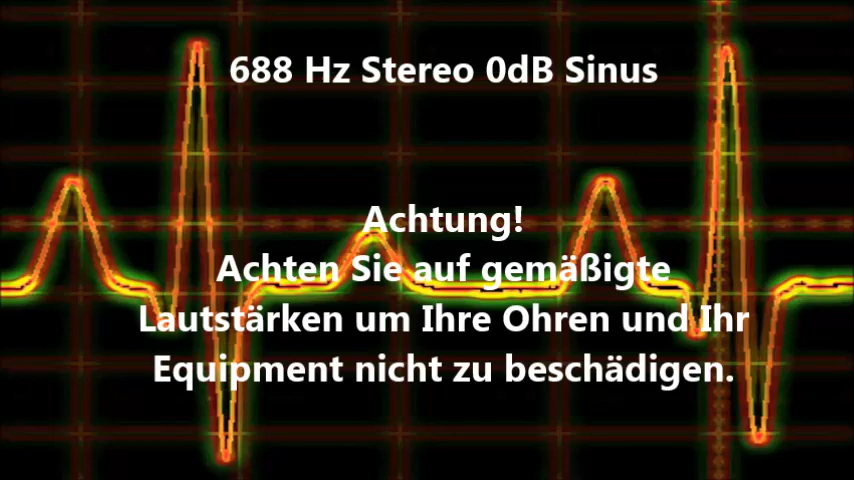 688 Hz Stereo 0dB Sinus
Achtung!
Achten Sie auf gemäßigte
Lautstärken um Ihre Ohren und Ihr
Equipment nicht zu beschädigen.